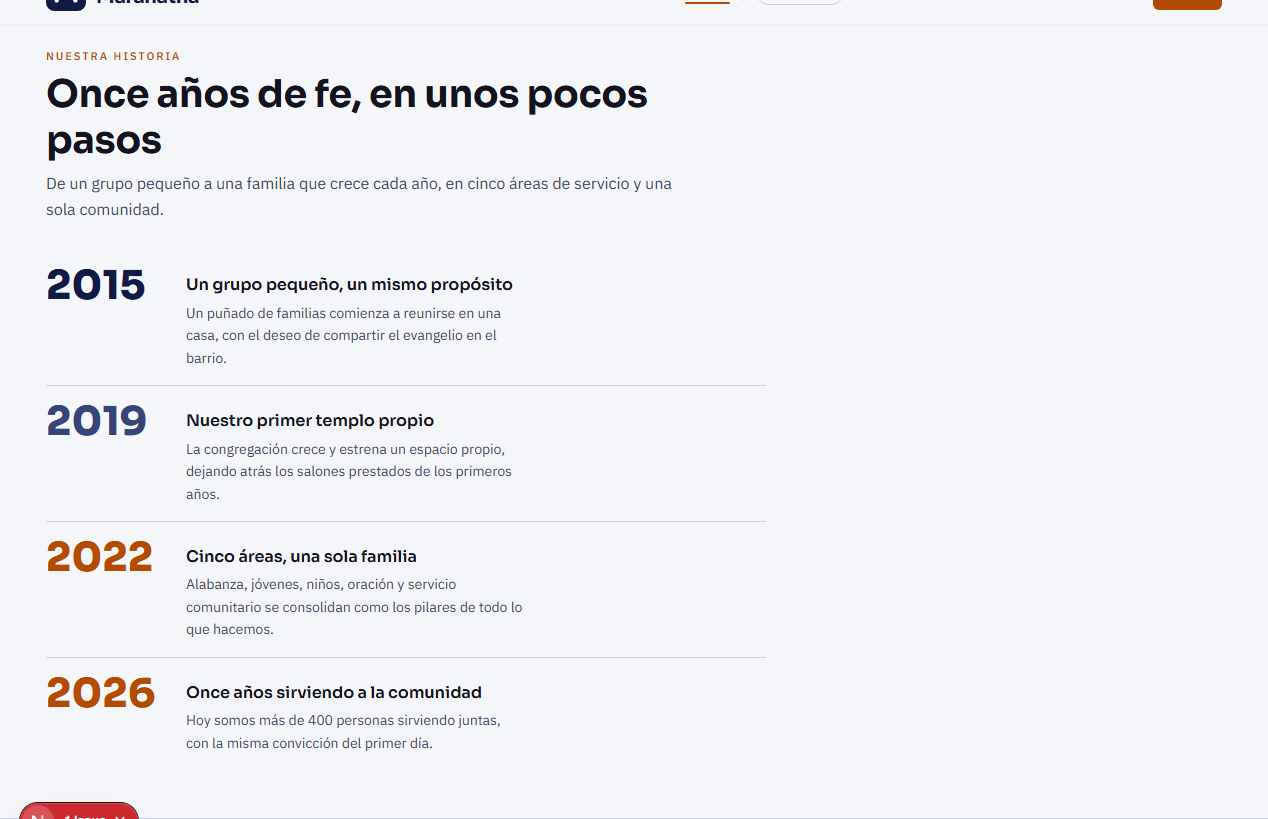 Maranatha
NUESTRA HISTORIA
Once años de fe, en unos pocos
pasos
De un grupo pequeño a una familia que crece cada año, en cinco áreas de servicio y una
sola comunidad.
2015
Un grupo pequeño, un mismo propósito
Un puñado de familias comienza a reunirse en una
casa, con el deseo de compartir el evangelio en el
barrio.
2019
Nuestro primer templo propio
La congregación crece y estrena un espacio propio,
dejando atrás los salones prestados de los primeros
años.
2022
Cinco áreas, una sola familia
Alabanza, jóvenes, niños, oración y servicio
comunitario se consolidan como los pilares de todo lo
que hacemos.
2026
Once años sirviendo a la comunidad
Hoy somos más de 400 personas sirviendo juntas,
con la misma convicción del primer día.
N 1 Issue